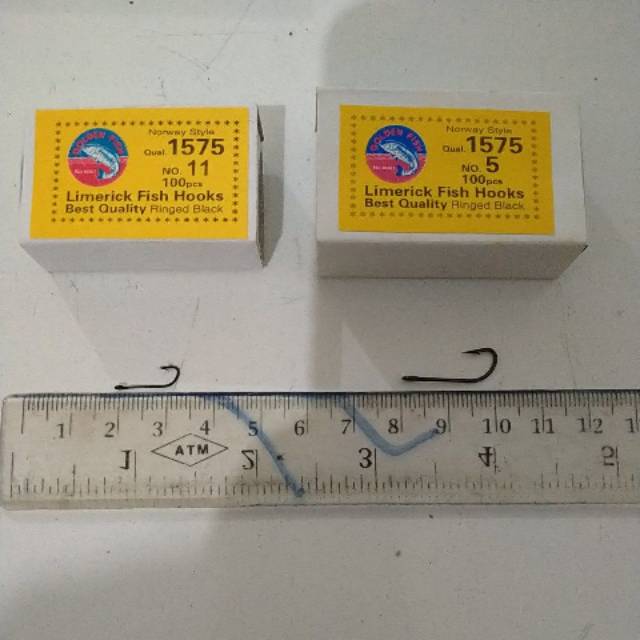 GOLDEN FISH
Norway Style
Qual. 1575
NO. 11
100pcs
Limerick Fish Hooks
Best Quality Ringed Black
GOLDEN FISH
Norway Style
Qual. 1575
NO. 5
100pcs
Limerick Fish Hooks
Best Quality Ringed Black
1 2 3 4 5 6 7 8 9 10 11 12
1 ATM 2 3 4 5